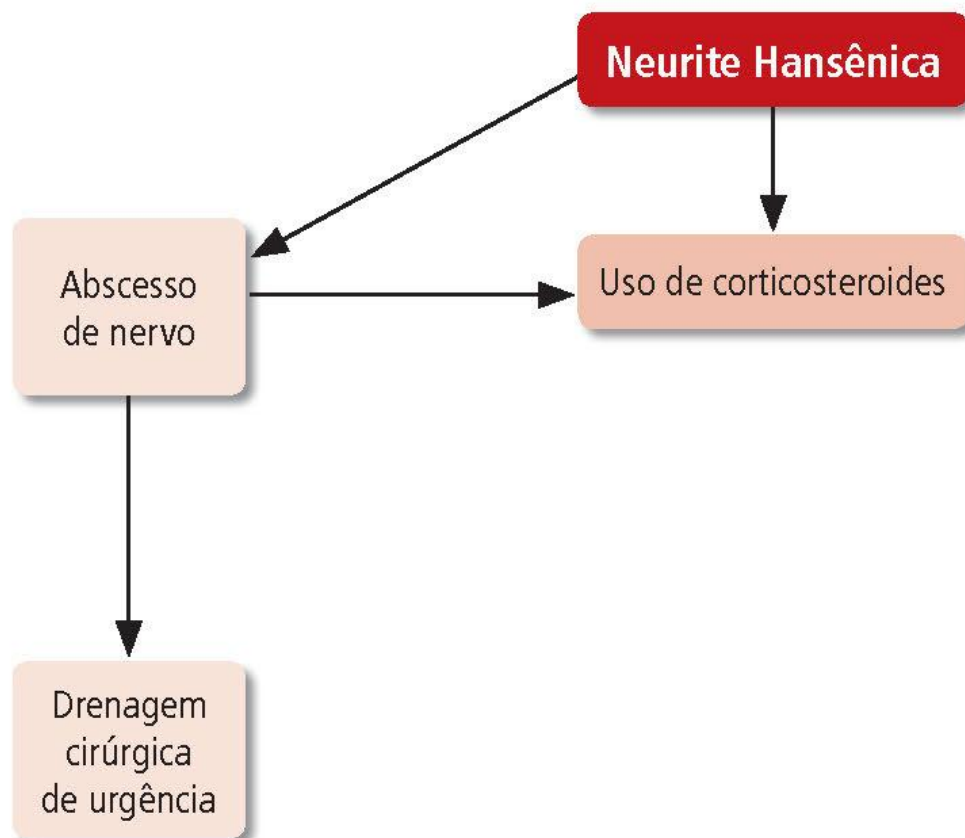 Neurite Hansênica
Abscesso
de nervo
Uso de corticosteroides
Drenagem
cirúrgica
de urgência